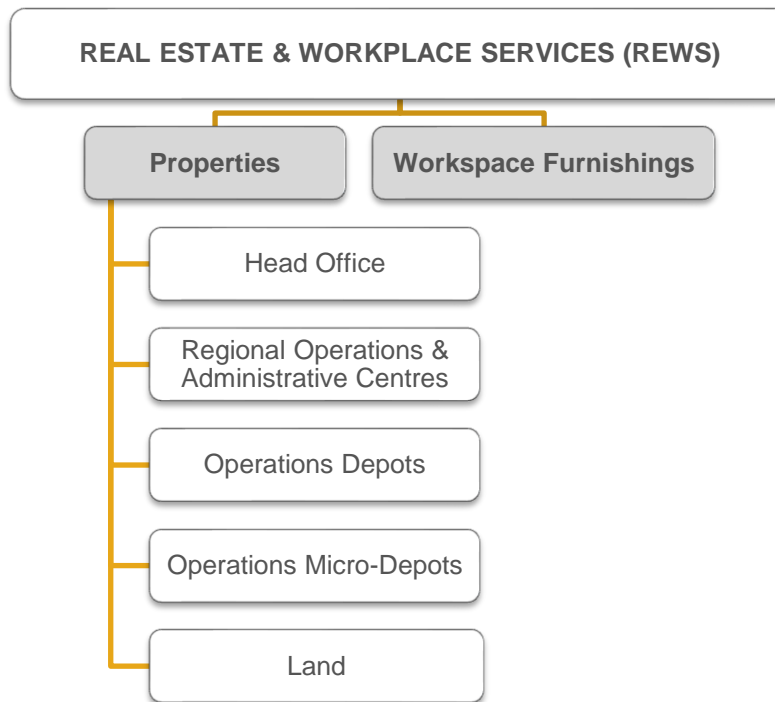 REAL ESTATE & WORKPLACE SERVICES (REWS)
Properties
Workspace Furnishings
Head Office
Regional Operations &
Administrative Centres
Operations Depots
Operations Micro-Depots
Land